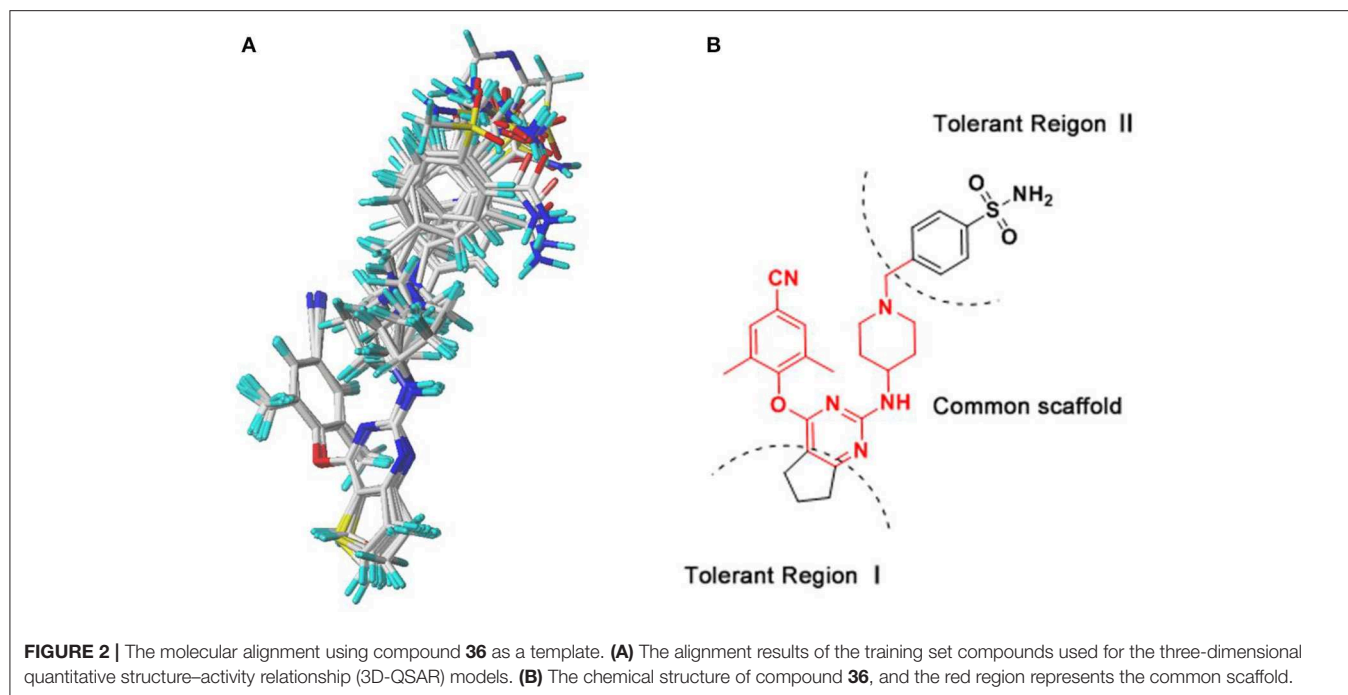 A
B
Tolerant Reigon II
O
S
NH₂
O
CN
N
O
N
NH
N
Common scaffold
Tolerant Region I
FIGURE 2 | The molecular alignment using compound 36 as a template. (A) The alignment results of the training set compounds used for the three-dimensional
quantitative structure–activity relationship (3D-QSAR) models. (B) The chemical structure of compound 36, and the red region represents the common scaffold.